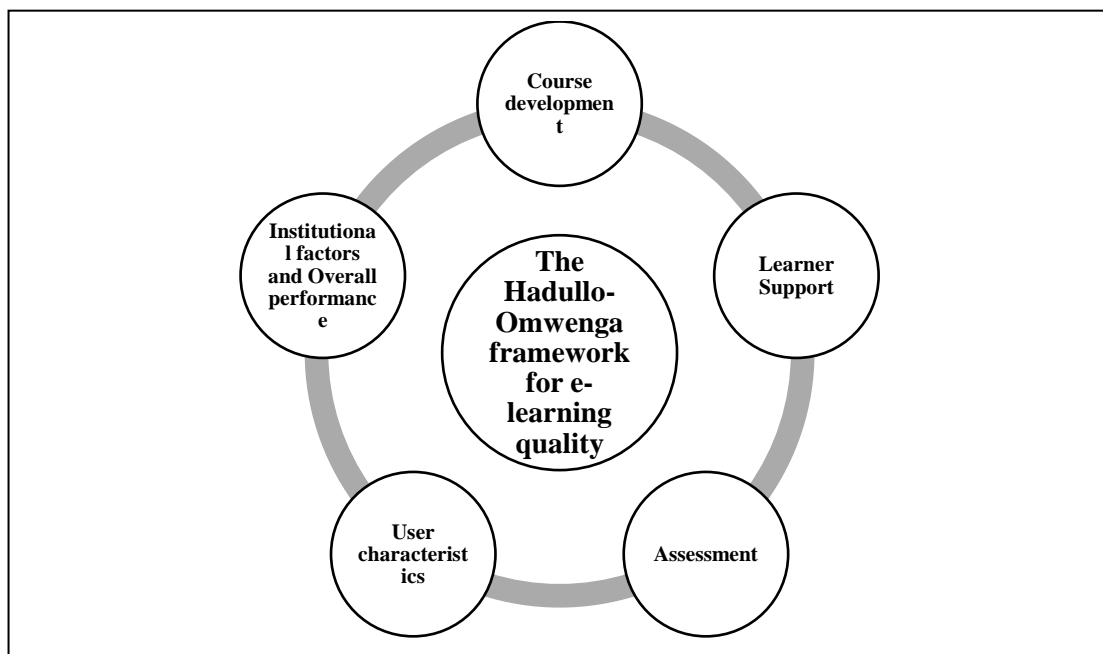 Course
developmen
t
Institutiona
l factors
and Overall
performanc
e
Learner
Support
The
Hadullo-
Omwenga
framework
for e-
learning
quality
User
characterist
ics
Assessment